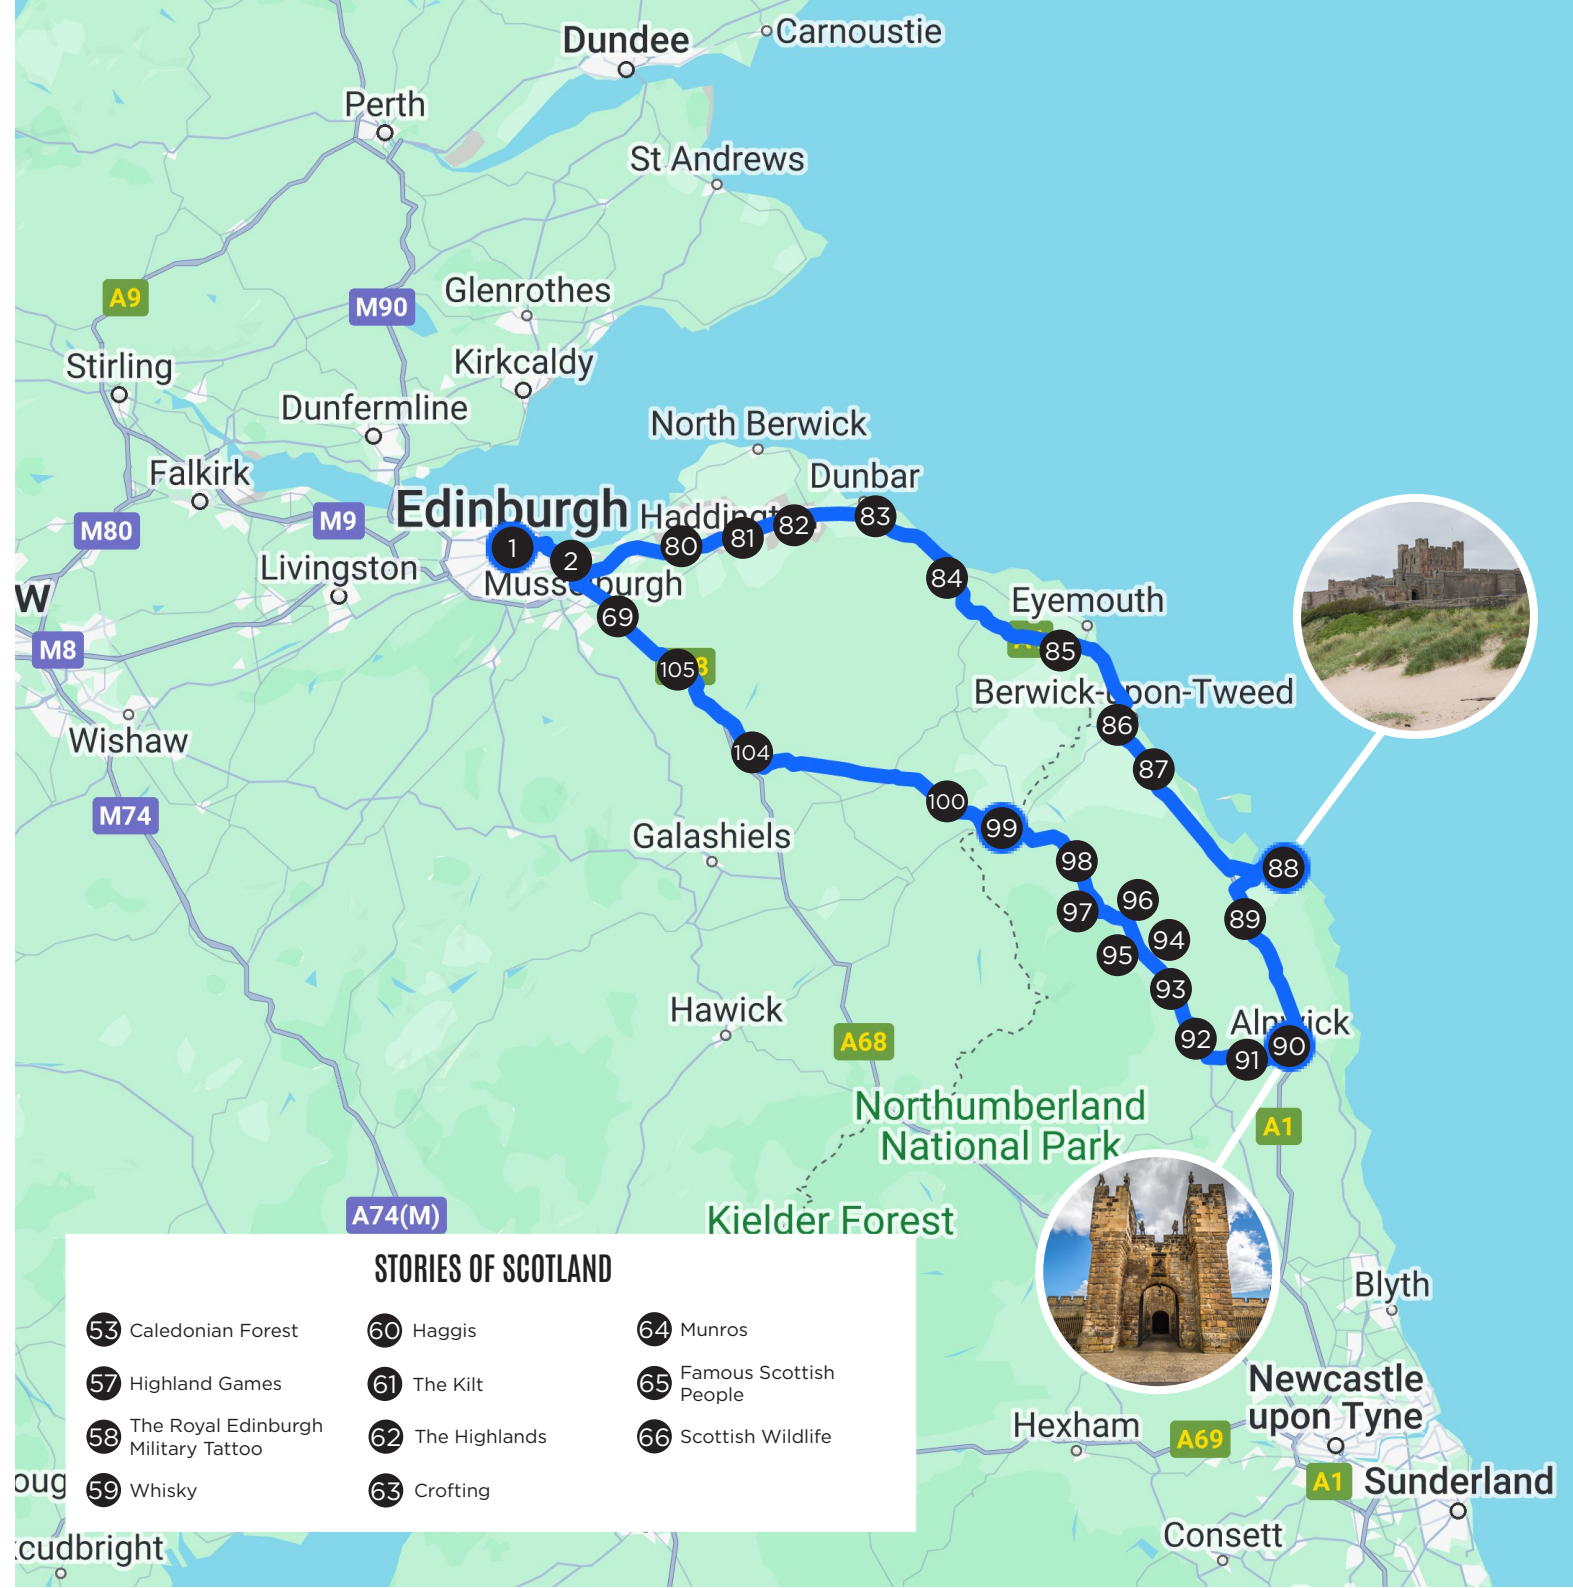 Dundee
Carnoustie
Perth
St Andrews
A9
M90
Glenrothes
Stirling
Kirkcaldy
Dunfermline
North Berwick
Falkirk
Dunbar
Edinburgh
M80
M9
83
82
81
80
1
2
Livingston
84
Eyemouth
W
69
M8
85
105
Berwick-upon-Tweed
86
Wishaw
104
87
100
M74
99
Galashiels
98
88
96
97
89
94
95
93
Hawick
Alnwick
A68
92
90
91
Northumberland
National Park
A1
Kielder Forest
A74(M)
STORIES OF SCOTLAND
53 Caledonian Forest
57 Highland Games
58 The Royal Edinburgh
Military Tattoo
59 Whisky
60 Haggis
61 The Kilt
62 The Highlands
63 Crofting
64 Munros
65 Famous Scottish
People
66 Scottish Wildlife
Blyth
Newcastle
upon Tyne
Hexham
A69
A1
Sunderland
Consett
oug
cudbright